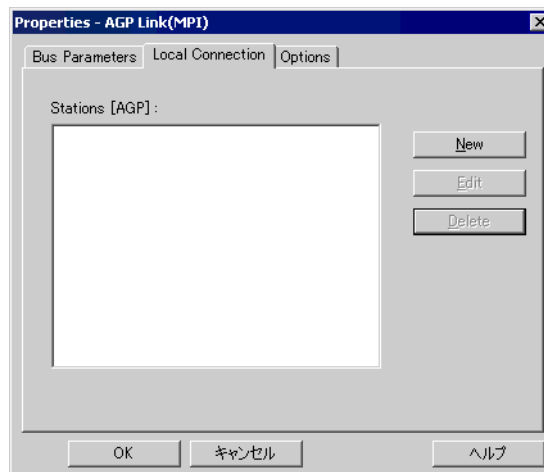 Properties - AGP Link(MPI)
Bus Parameters Local Connection Options
Stations [AGP] :
New
Edit
Delete
OK キャンセル ヘルプ